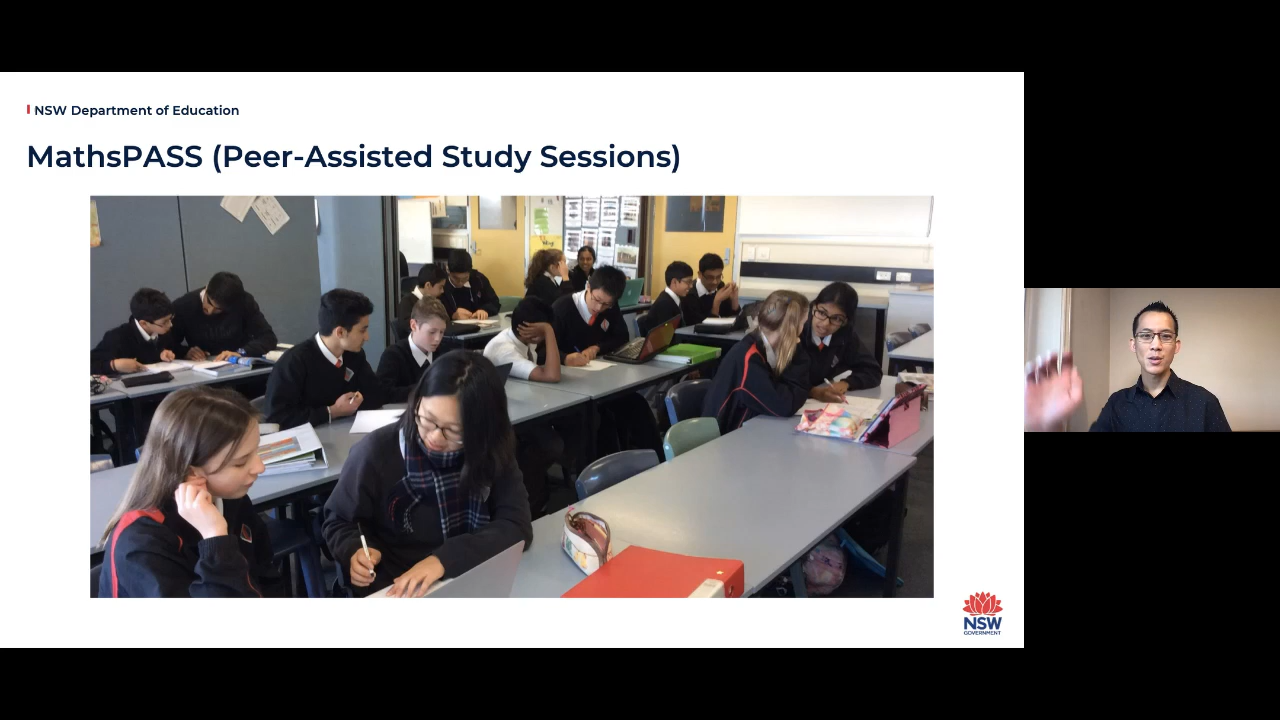 NSW Department of Education
MathsPASS (Peer-Assisted Study Sessions)
NSW
GOVERNMENT